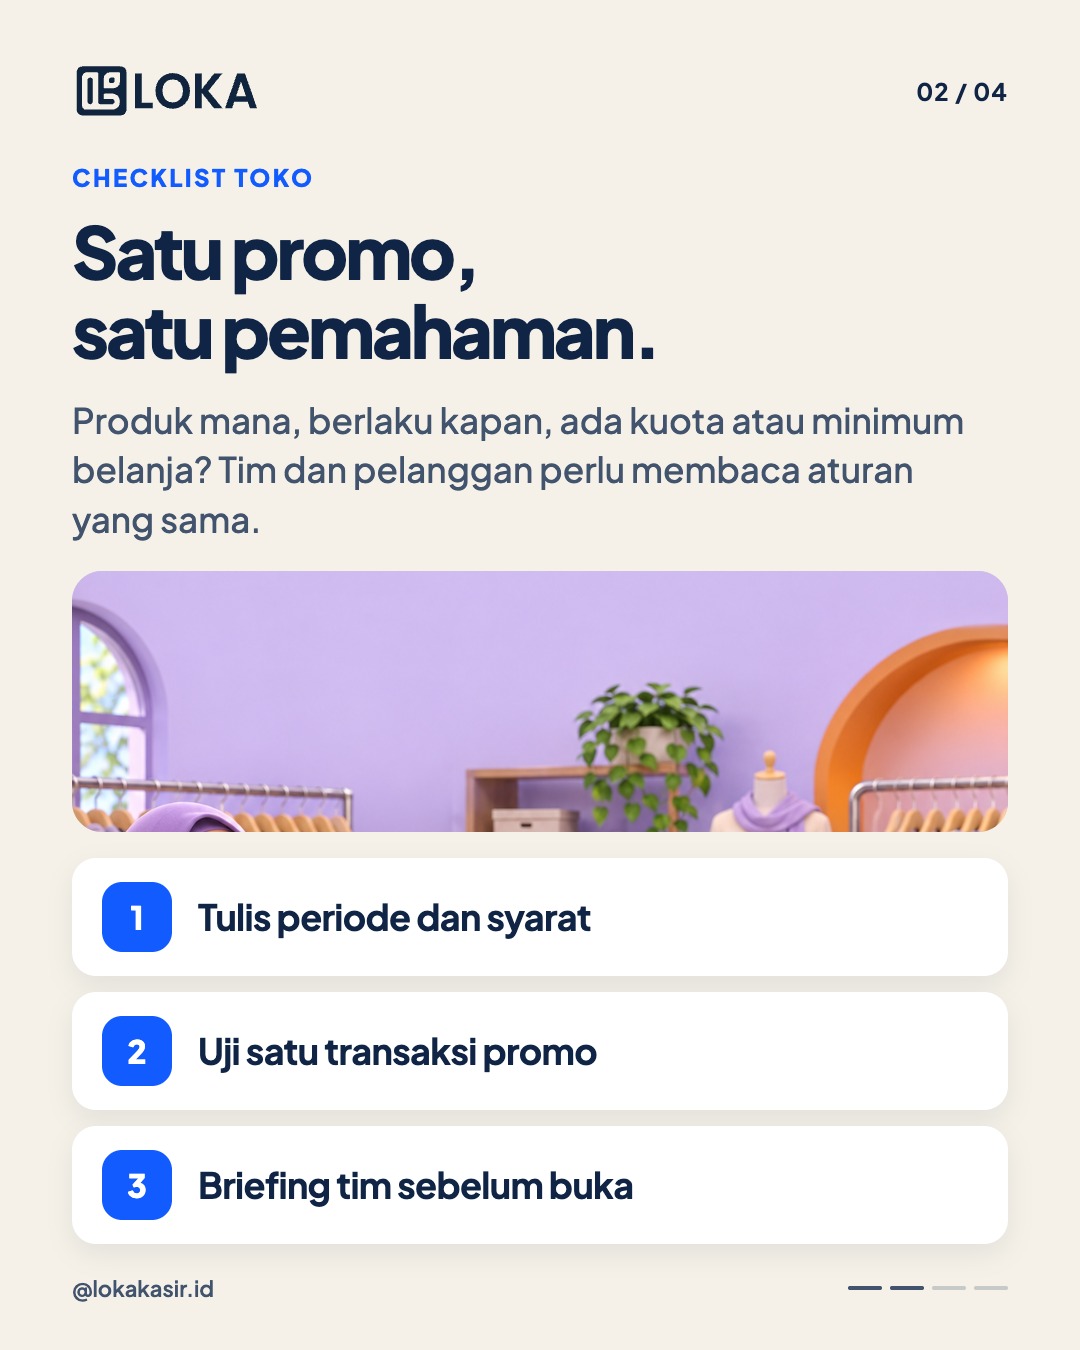 LOKA
02 / 04
CHECKLIST TOKO
Satu promo,
satu pemahaman.
Produk mana, berlaku kapan, ada kuota atau minimum
belanja? Tim dan pelanggan perlu membaca aturan
yang sama.
1 Tulis periode dan syarat
2 Uji satu transaksi promo
3 Briefing tim sebelum buka
@lokakasir.id